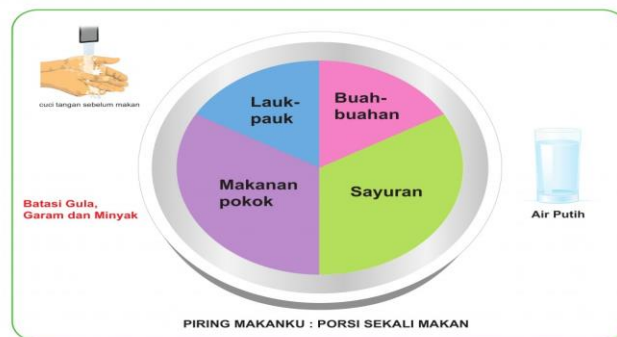 cuci tangan sebelum makan
Lauk-
pauk
Buah-
buahan
Makanan
pokok
Sayuran
Batasi Gula,
Garam dan Minyak
Air Putih
PIRING MAKANKU : PORSI SEKALI MAKAN